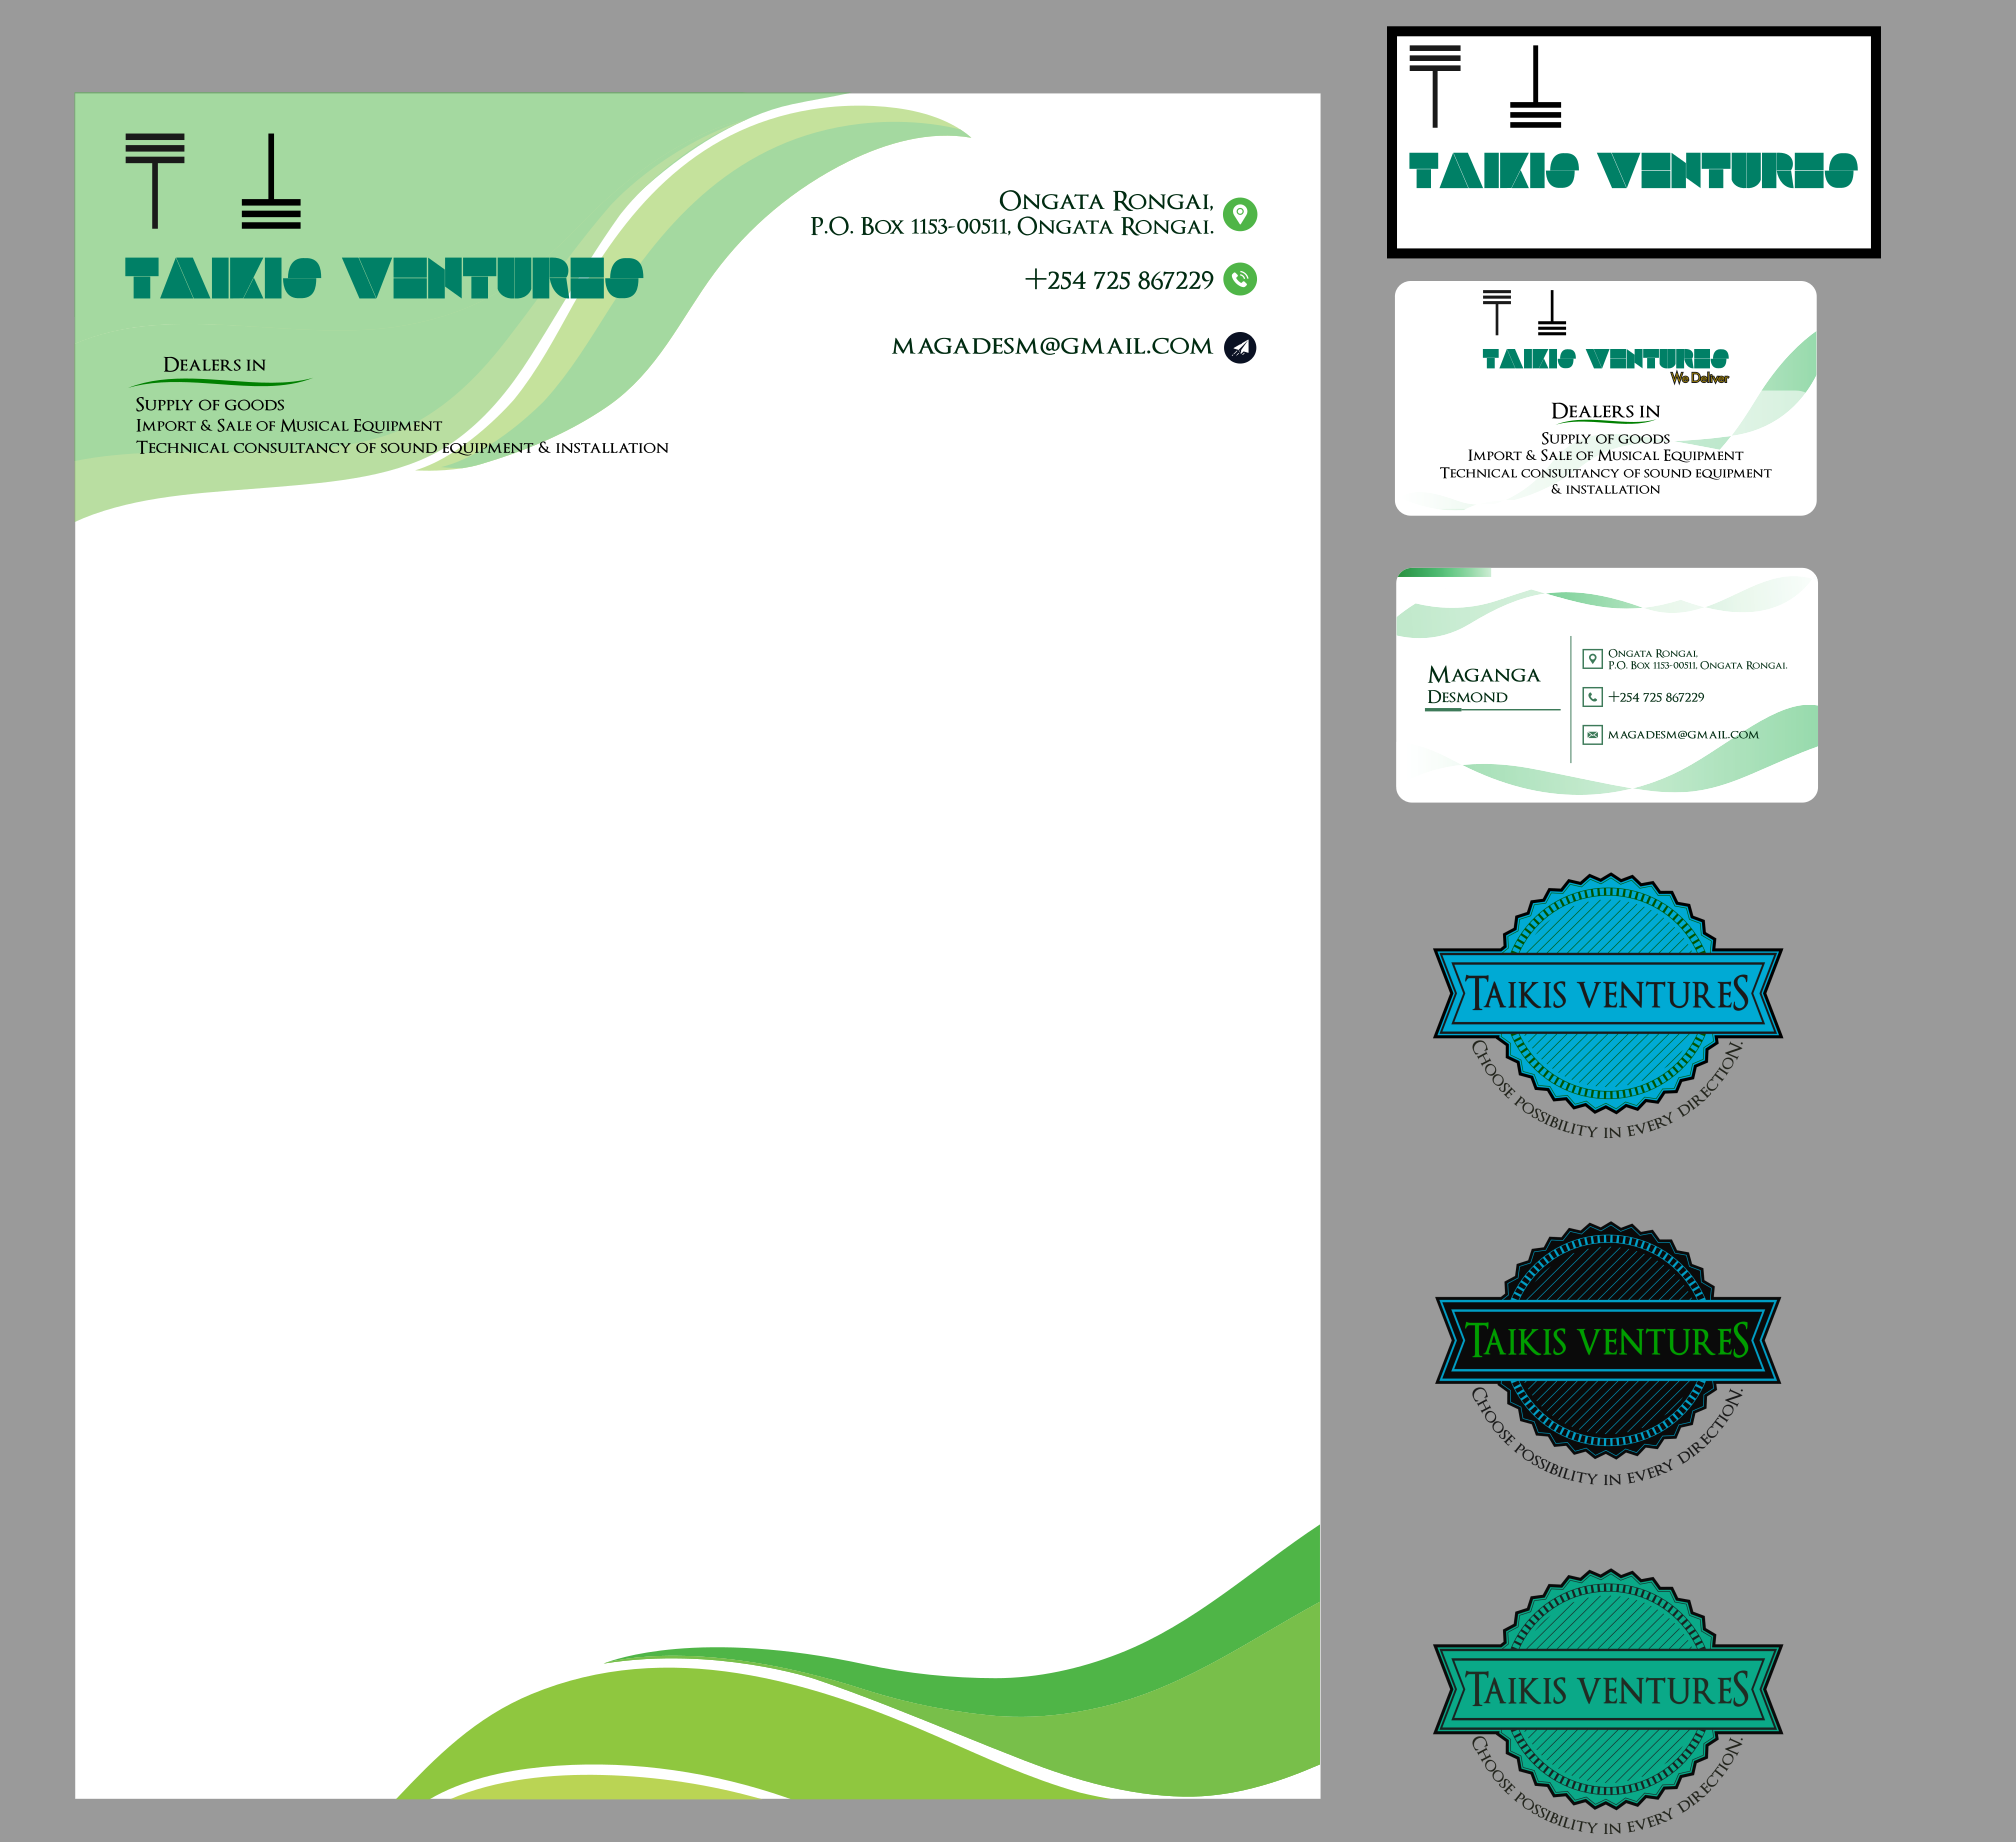 TAIKIS VENTURES
Dealers in
Supply of goods
Import & Sale of Musical Equipment
Technical consultancy of sound equipment & installation
Ongata Rongai,
P.O. Box 1153-00511, Ongata Rongai.
+254 725 867229
magadesm@gmail.com
TAIKIS VENTURES
TAIKIS VENTURES
We Deliver
Dealers in
Supply of goods
Import & Sale of Musical Equipment
Technical consultancy of sound equipment
& installation
Maganga
Desmond
Ongata Rongai,
P.O. Box 1153-00511, Ongata Rongai.
+254 725 867229
magadesm@gmail.com
Taikis ventureS
Choose possibility in every direction.
Taikis ventureS
Choose possibility in every direction.
Taikis ventureS
Choose possibility in every direction.